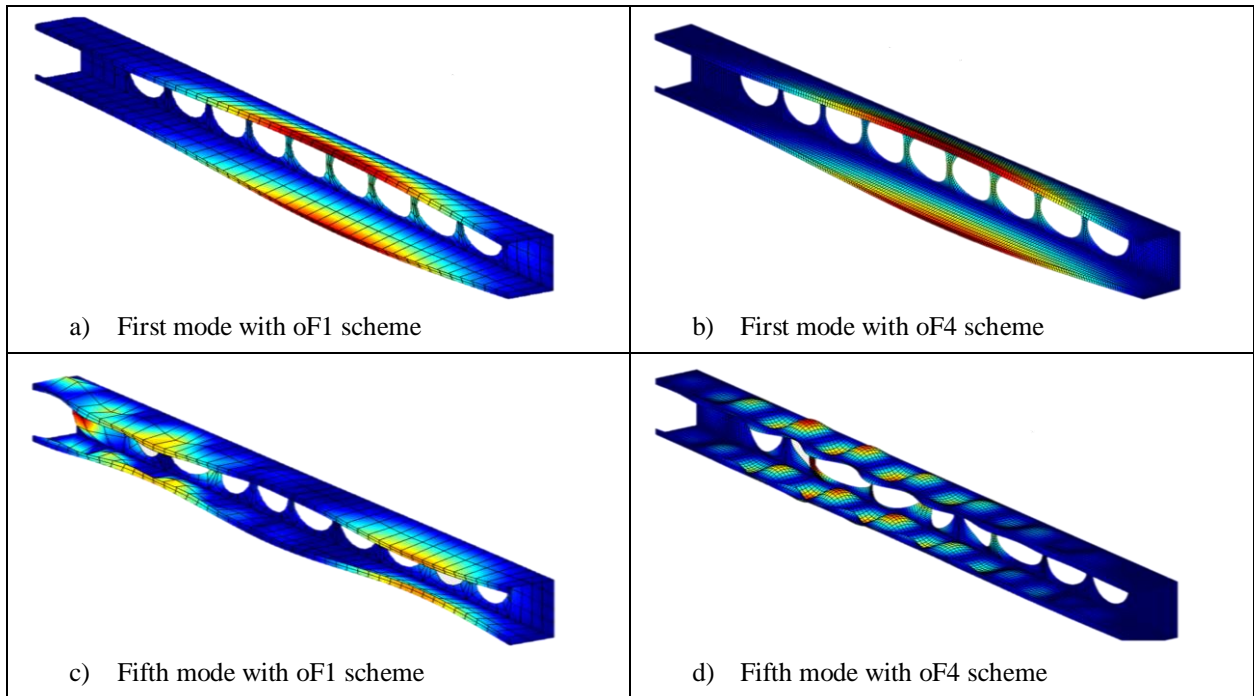 a) First mode with oF1 scheme
b) First mode with oF4 scheme
c) Fifth mode with oF1 scheme
d) Fifth mode with oF4 scheme